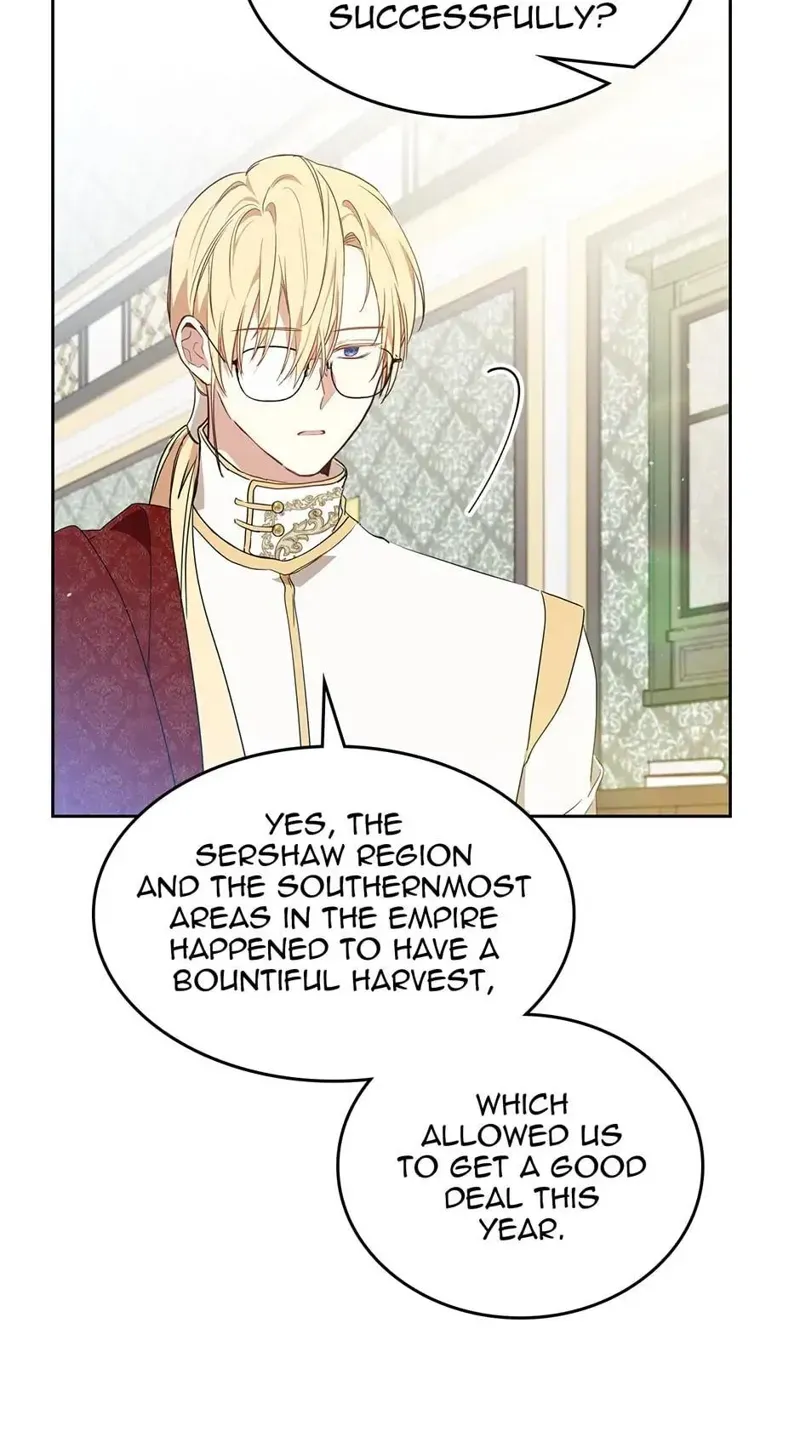 SUCCESSFULLY?
YES, THE
SERSHAW REGION
AND THE SOUTHERNMOST
AREAS IN THE EMPIRE
HAPPENED TO HAVE A
BOUNTIFUL HARVEST,
WHICH
ALLOWED US
TO GET A GOOD
DEAL THIS
YEAR.